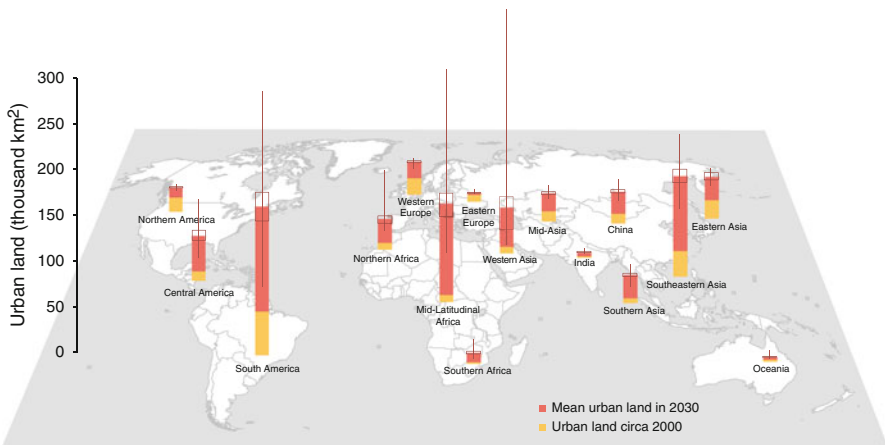 Urban land (thousand km²)
300
250
200
150
100
50
0
Northern America
Central America
South America
Western
Europe
Eastern
Europe
Northern Africa
Mid-Latitudinal
Africa
Southern Africa
Western Asia
Mid-Asia
India
China
Southern Asia
Southeastern Asia
Eastern Asia
Oceania
Mean urban land in 2030
Urban land circa 2000